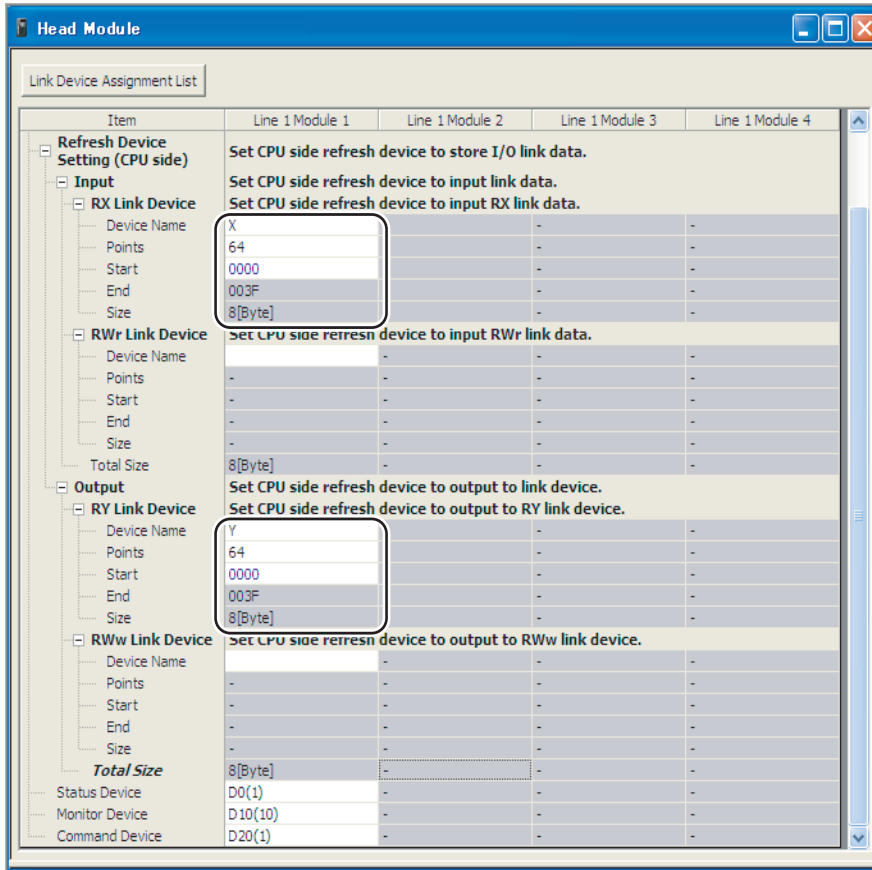 Head Module
Link Device Assignment List
Item Line 1 Module 1 Line 1 Module 2 Line 1 Module 3 Line 1 Module 4
Refresh Device Setting (CPU side) Set CPU side refresh device to store I/O link data.
Input Set CPU side refresh device to input link data.
RX Link Device Set CPU side refresh device to input RX link data.
Device Name X - -
Points 64 - -
Start 0000 - -
End 003F - -
Size 8[Byte] - -
RWr Link Device Set CPU side refresh device to input RWr link data.
Device Name - - -
Points - - - -
Start - - - -
End - - - -
Size - - - -
Total Size 8[Byte] - - -
Output Set CPU side refresh device to output to link device.
RY Link Device Set CPU side refresh device to output to RY link device.
Device Name Y - -
Points 64 - -
Start 0000 - -
End 003F - -
Size 8[Byte] - -
RWw Link Device Set CPU side refresh device to output to RWw link device.
Device Name - - -
Points - - - -
Start - - - -
End - - - -
Size - - - -
Total Size 8[Byte] - - -
Status Device D0(1) - - -
Monitor Device D10(10) - - -
Command Device D20(1) - - -